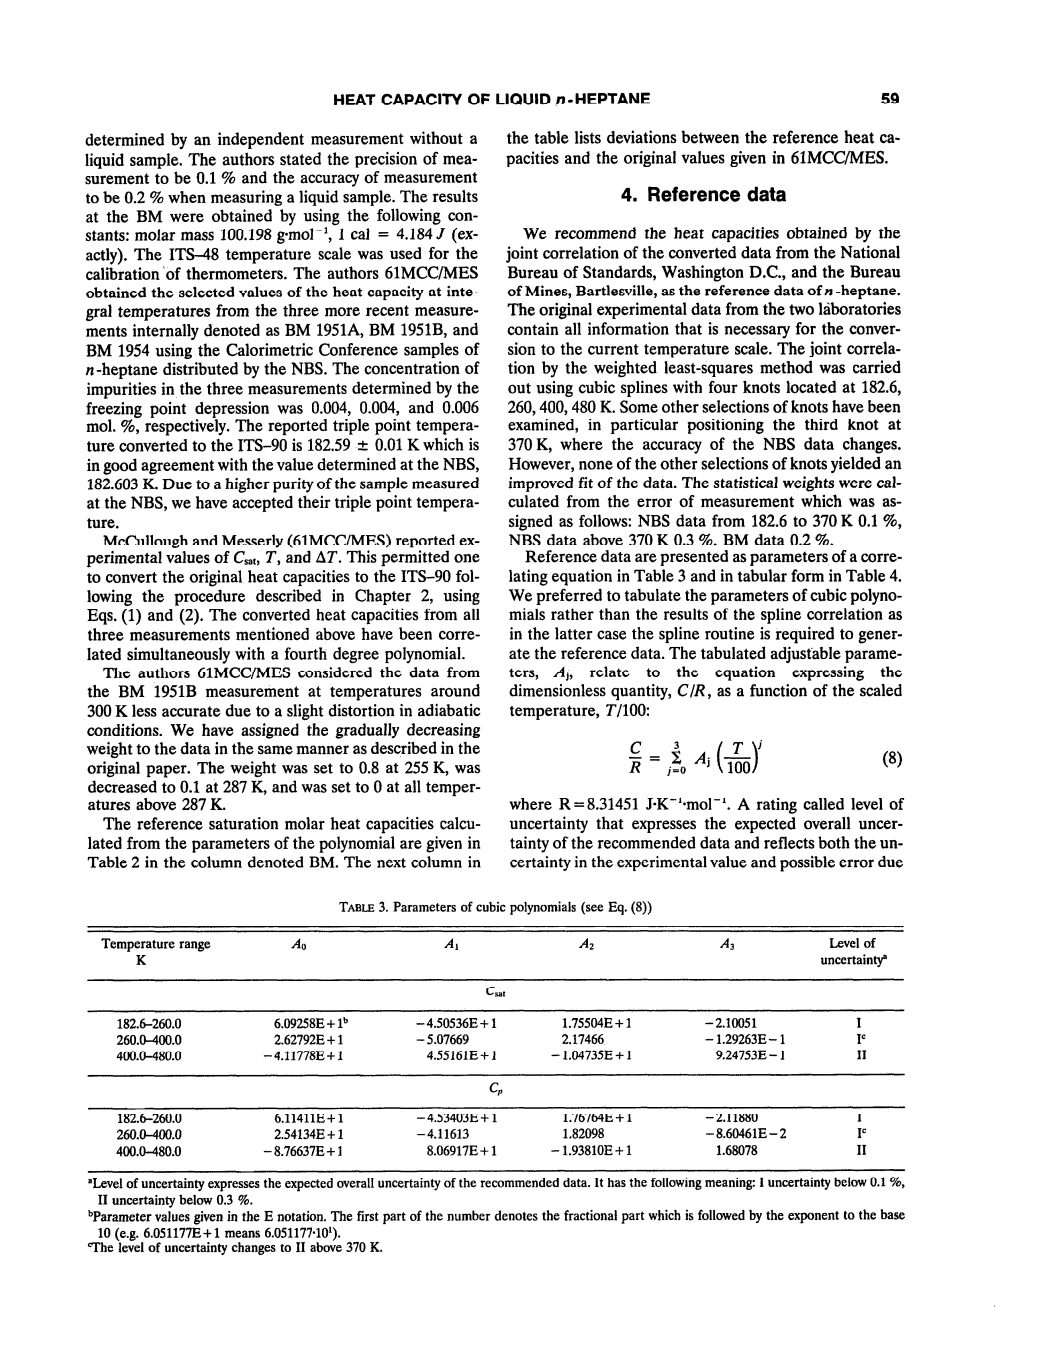 HEAT CAPACITY OF LIQUID n-HEPTANE
59
determined by an independent measurement without a
liquid sample. The authors stated the precision of mea-
surement to be 0.1 % and the accuracy of measurement
to be 0.2 % when measuring a liquid sample. The results
at the BM were obtained by using the following con-
stants: molar mass 100.198 g·mol⁻¹, 1 cal = 4.184 J (ex-
actly). The ITS–48 temperature scale was used for the
calibration of thermometers. The authors 61MCC/MES
obtained the selected values of the heat capacity at inte-
gral temperatures from the three more recent measure-
ments internally denoted as BM 1951A, BM 1951B, and
BM 1954 using the Calorimetric Conference samples of
n-heptane distributed by the NBS. The concentration of
impurities in the three measurements determined by the
freezing point depression was 0.004, 0.004, and 0.006
mol. %, respectively. The reported triple point tempera-
ture converted to the ITS–90 is 182.59 ± 0.01 K which is
in good agreement with the value determined at the NBS,
182.603 K. Due to a higher purity of the sample measured
at the NBS, we have accepted their triple point tempera-
ture.
McCullough and Messerly (61MCC/MES) reported ex-
perimental values of Csat, T, and ΔT. This permitted one
to convert the original heat capacities to the ITS–90 fol-
lowing the procedure described in Chapter 2, using
Eqs. (1) and (2). The converted heat capacities from all
three measurements mentioned above have been corre-
lated simultaneously with a fourth degree polynomial.
The authors 61MCC/MES considered the data from
the BM 1951B measurement at temperatures around
300 K less accurate due to a slight distortion in adiabatic
conditions. We have assigned the gradually decreasing
weight to the data in the same manner as described in the
original paper. The weight was set to 0.8 at 255 K, was
decreased to 0.1 at 287 K, and was set to 0 at all temper-
atures above 287 K.
The reference saturation molar heat capacities calcu-
lated from the parameters of the polynomial are given in
Table 2 in the column denoted BM. The next column in
the table lists deviations between the reference heat ca-
pacities and the original values given in 61MCC/MES.
4. Reference data
We recommend the heat capacities obtained by the
joint correlation of the converted data from the National
Bureau of Standards, Washington D.C., and the Bureau
of Mines, Bartlesville, as the reference data of n-heptane.
The original experimental data from the two laboratories
contain all information that is necessary for the conver-
sion to the current temperature scale. The joint correla-
tion by the weighted least-squares method was carried
out using cubic splines with four knots located at 182.6,
260, 400, 480 K. Some other selections of knots have been
examined, in particular positioning the third knot at
370 K, where the accuracy of the NBS data changes.
However, none of the other selections of knots yielded an
improved fit of the data. The statistical weights were cal-
culated from the error of measurement which was as-
signed as follows: NBS data from 182.6 to 370 K 0.1 %,
NBS data above 370 K 0.3 %, BM data 0.2 %.
Reference data are presented as parameters of a corre-
lating equation in Table 3 and in tabular form in Table 4.
We preferred to tabulate the parameters of cubic polyno-
mials rather than the results of the spline correlation as
in the latter case the spline routine is required to gener-
ate the reference data. The tabulated adjustable parame-
ters, Aj, relate to the equation expressing the
dimensionless quantity, C/R, as a function of the scaled
temperature, T/100:
C/R = Σ³ⱼ₌₀ Aj (T/100)ʲ (8)
where R=8.31451 J·K⁻¹·mol⁻¹. A rating called level of
uncertainty that expresses the expected overall uncer-
tainty of the recommended data and reflects both the un-
certainty in the experimental value and possible error due
TABLE 3. Parameters of cubic polynomials (see Eq. (8))
Temperature range A₀ A₁ A₂ A₃ Level of
K uncertaintyᵃ
Csat
182.6–260.0 6.09258E+1ᵇ −4.50536E+1 1.75504E+1 −2.10051 I
260.0–400.0 2.62792E+1 −5.07669 2.17466 −1.29263E−1 Iᶜ
400.0–480.0 −4.11778E+1 4.55161E+1 −1.04735E+1 9.24753E−1 II
Cp
182.6–260.0 6.11411E+1 −4.53403E+1 1.76764E+1 −2.11880 I
260.0–400.0 2.54134E+1 −4.11613 1.82098 −8.60461E−2 Iᶜ
400.0–480.0 −8.76637E+1 8.06917E+1 −1.93810E+1 1.68078 II
ᵃLevel of uncertainty expresses the expected overall uncertainty of the recommended data. It has the following meaning: I uncertainty below 0.1 %,
II uncertainty below 0.3 %.
ᵇParameter values given in the E notation. The first part of the number denotes the fractional part which is followed by the exponent to the base
10 (e.g. 6.051177E+1 means 6.051177·10¹).
ᶜThe level of uncertainty changes to II above 370 K.